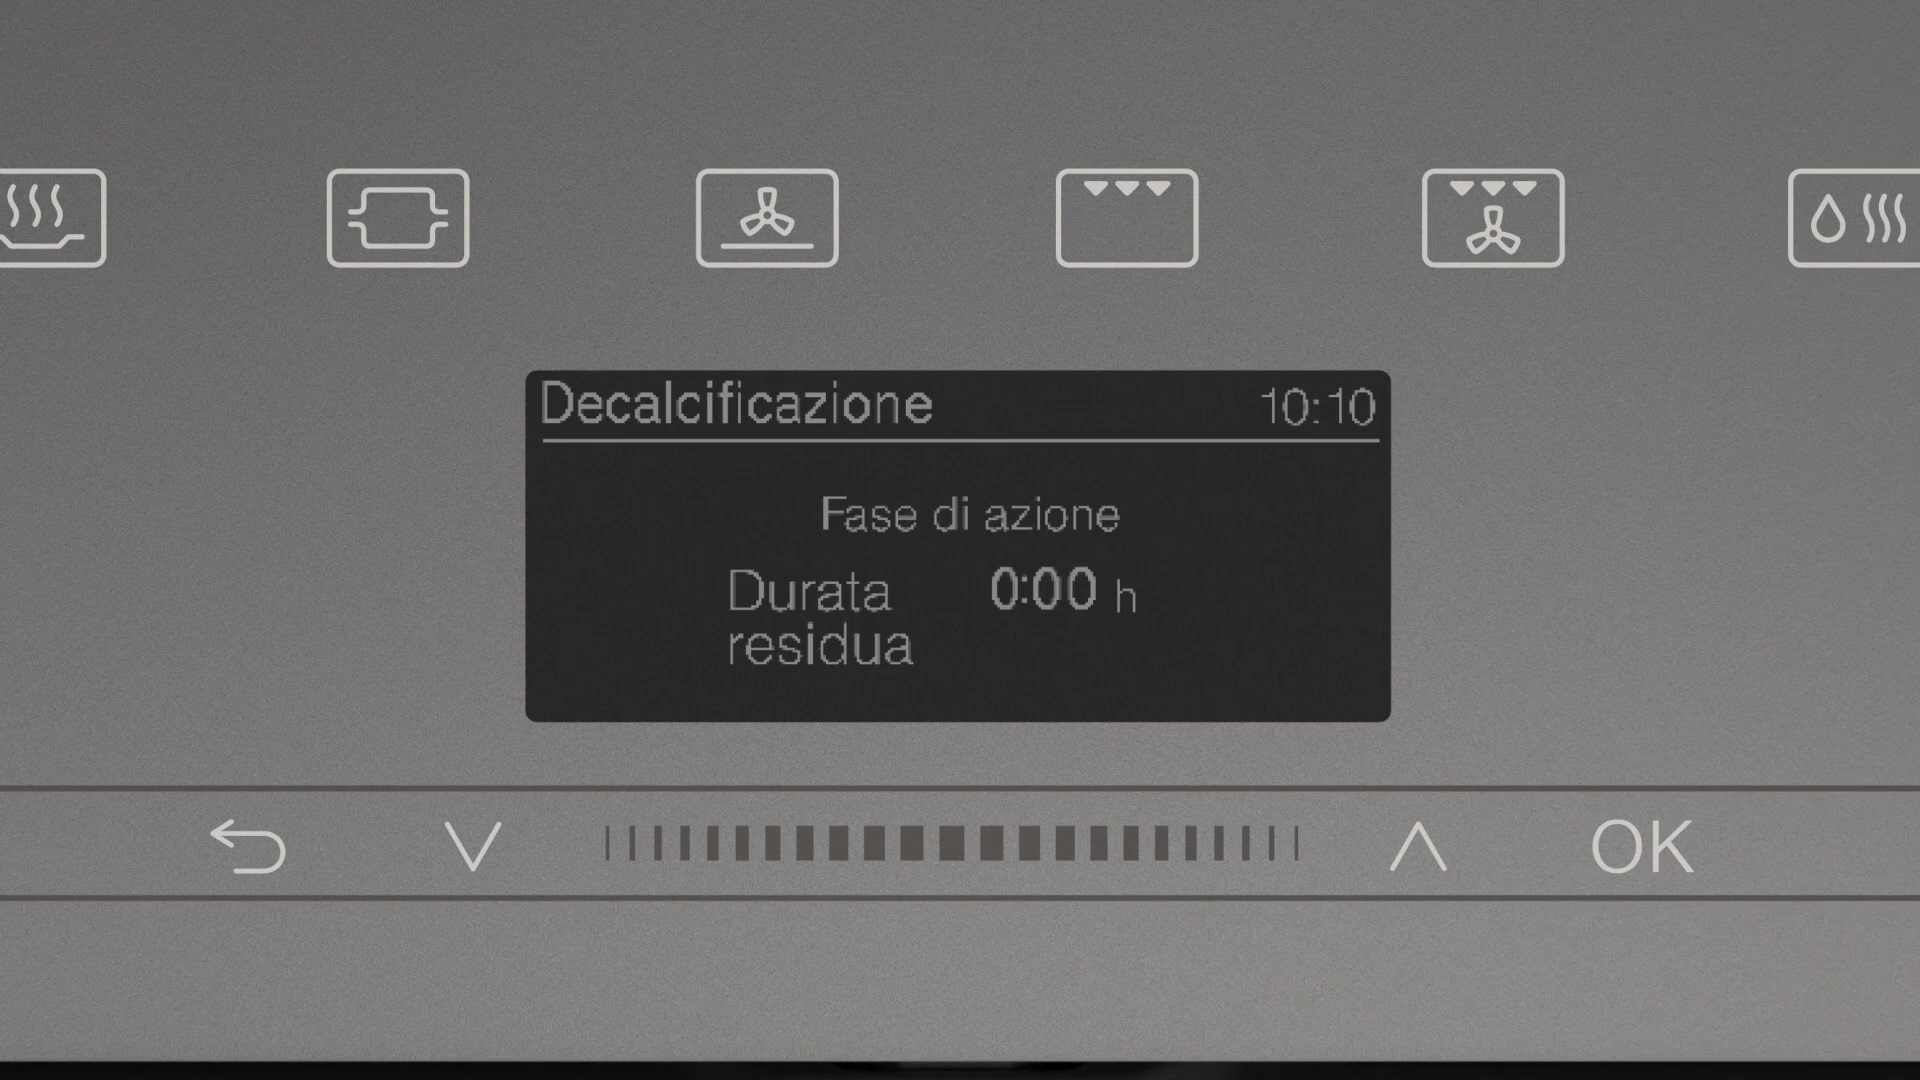 Decalcificazione 10:10
Fase di azione
Durata 0:00 h
residua
OK